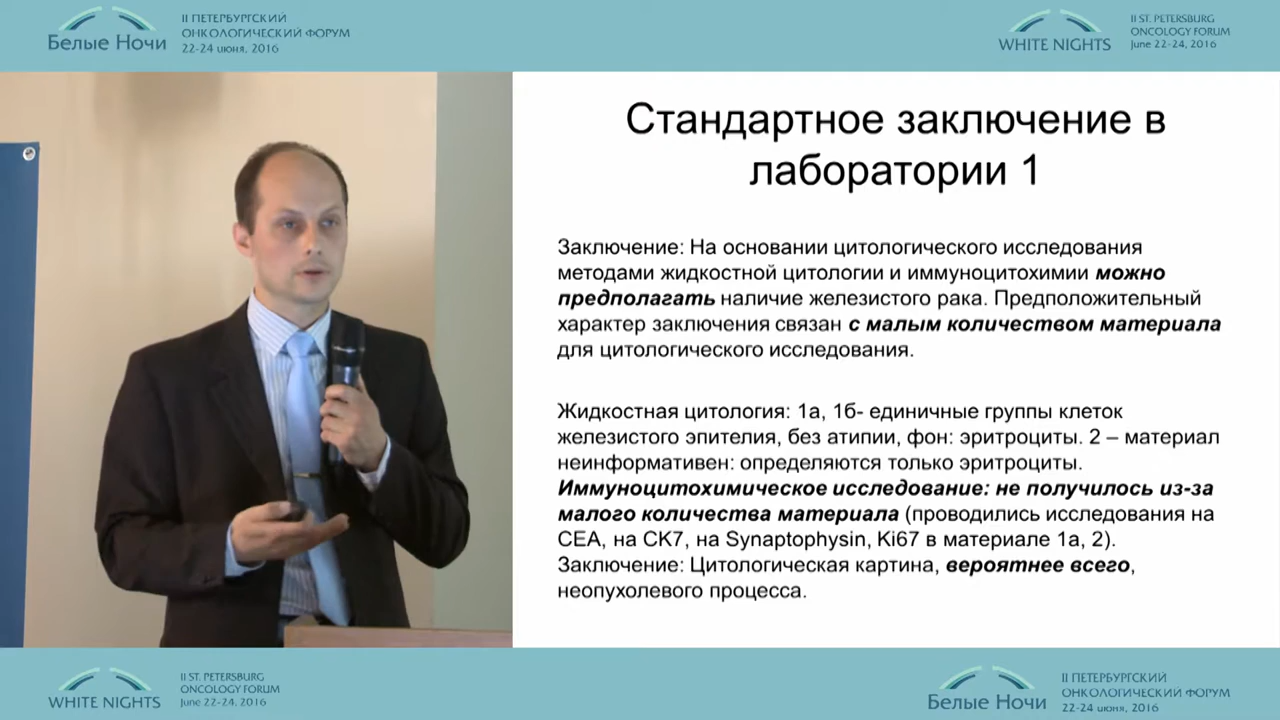 Белые Ночи
II ПЕТЕРБУРГСКИЙ
ОНКОЛОГИЧЕСКИЙ ФОРУМ
22-24 июня, 2016
WHITE NIGHTS
II ST. PETERSBURG
ONCOLOGY FORUM
June 22-24, 2016
Стандартное заключение в
лаборатории 1
Заключение: На основании цитологического исследования
методами жидкостной цитологии и иммуноцитохимии можно
предполагать наличие железистого рака. Предположительный
характер заключения связан с малым количеством материала
для цитологического исследования.
Жидкостная цитология: 1а, 1б- единичные группы клеток
железистого эпителия, без атипии, фон: эритроциты. 2 – материал
неинформативен: определяются только эритроциты.
Иммуноцитохимическое исследование: не получилось из-за
малого количества материала (проводились исследования на
CEA, на CK7, на Synaptophysin, Ki67 в материале 1а, 2).
Заключение: Цитологическая картина, вероятнее всего,
неопухолевого процесса.
WHITE NIGHTS
II ST. PETERSBURG
ONCOLOGY FORUM
June 22-24, 2016
Белые Ночи
II ПЕТЕРБУРГСКИЙ
ОНКОЛОГИЧЕСКИЙ ФОРУМ
22-24 июня, 2016